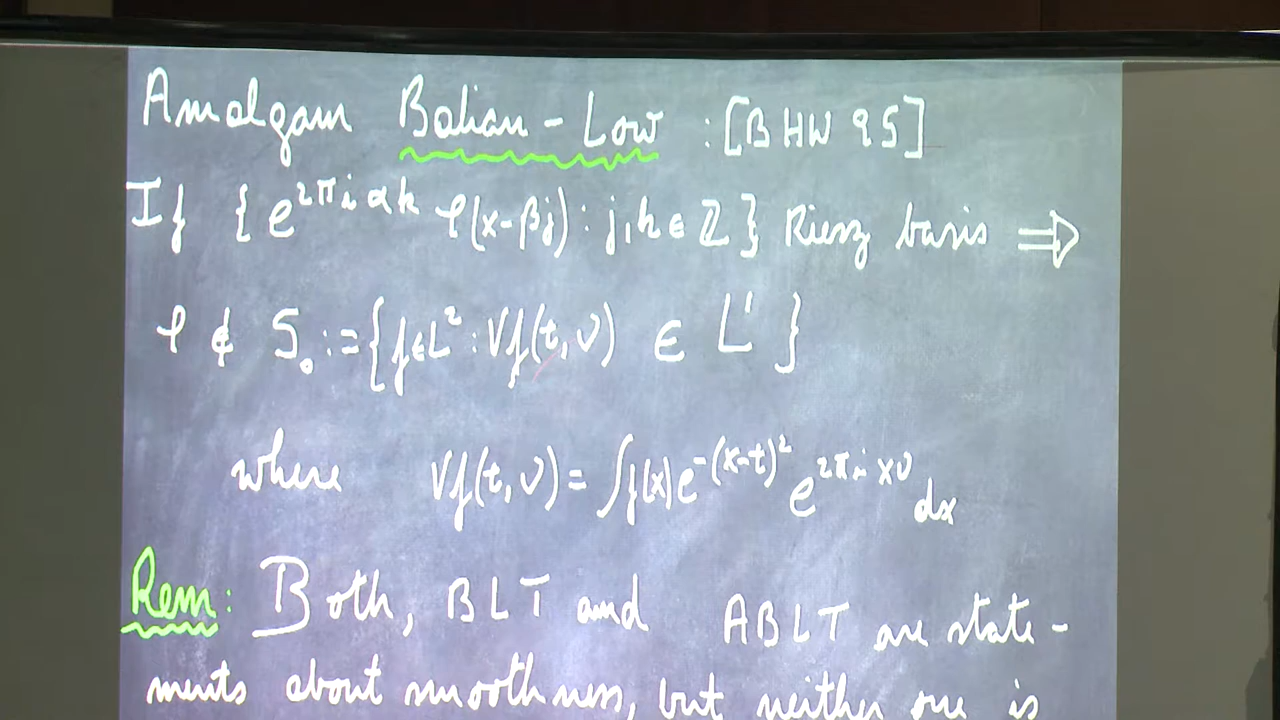 Amalgam Balian-Low : [BHW 95]
If { e^{2πiαk} φ(x-βj) : j,k ∈ ℤ } Riesz basis ⇒
φ ∉ S₀ := { f∈L² : Vf(t,ν) ∈ L¹ }
where Vf(t,ν) = ∫f(x)e^{-(x-t)²} e^{2πixν} dx
Rem: Both, BLT and ABLT are state-
ments about smoothness, but neither one is